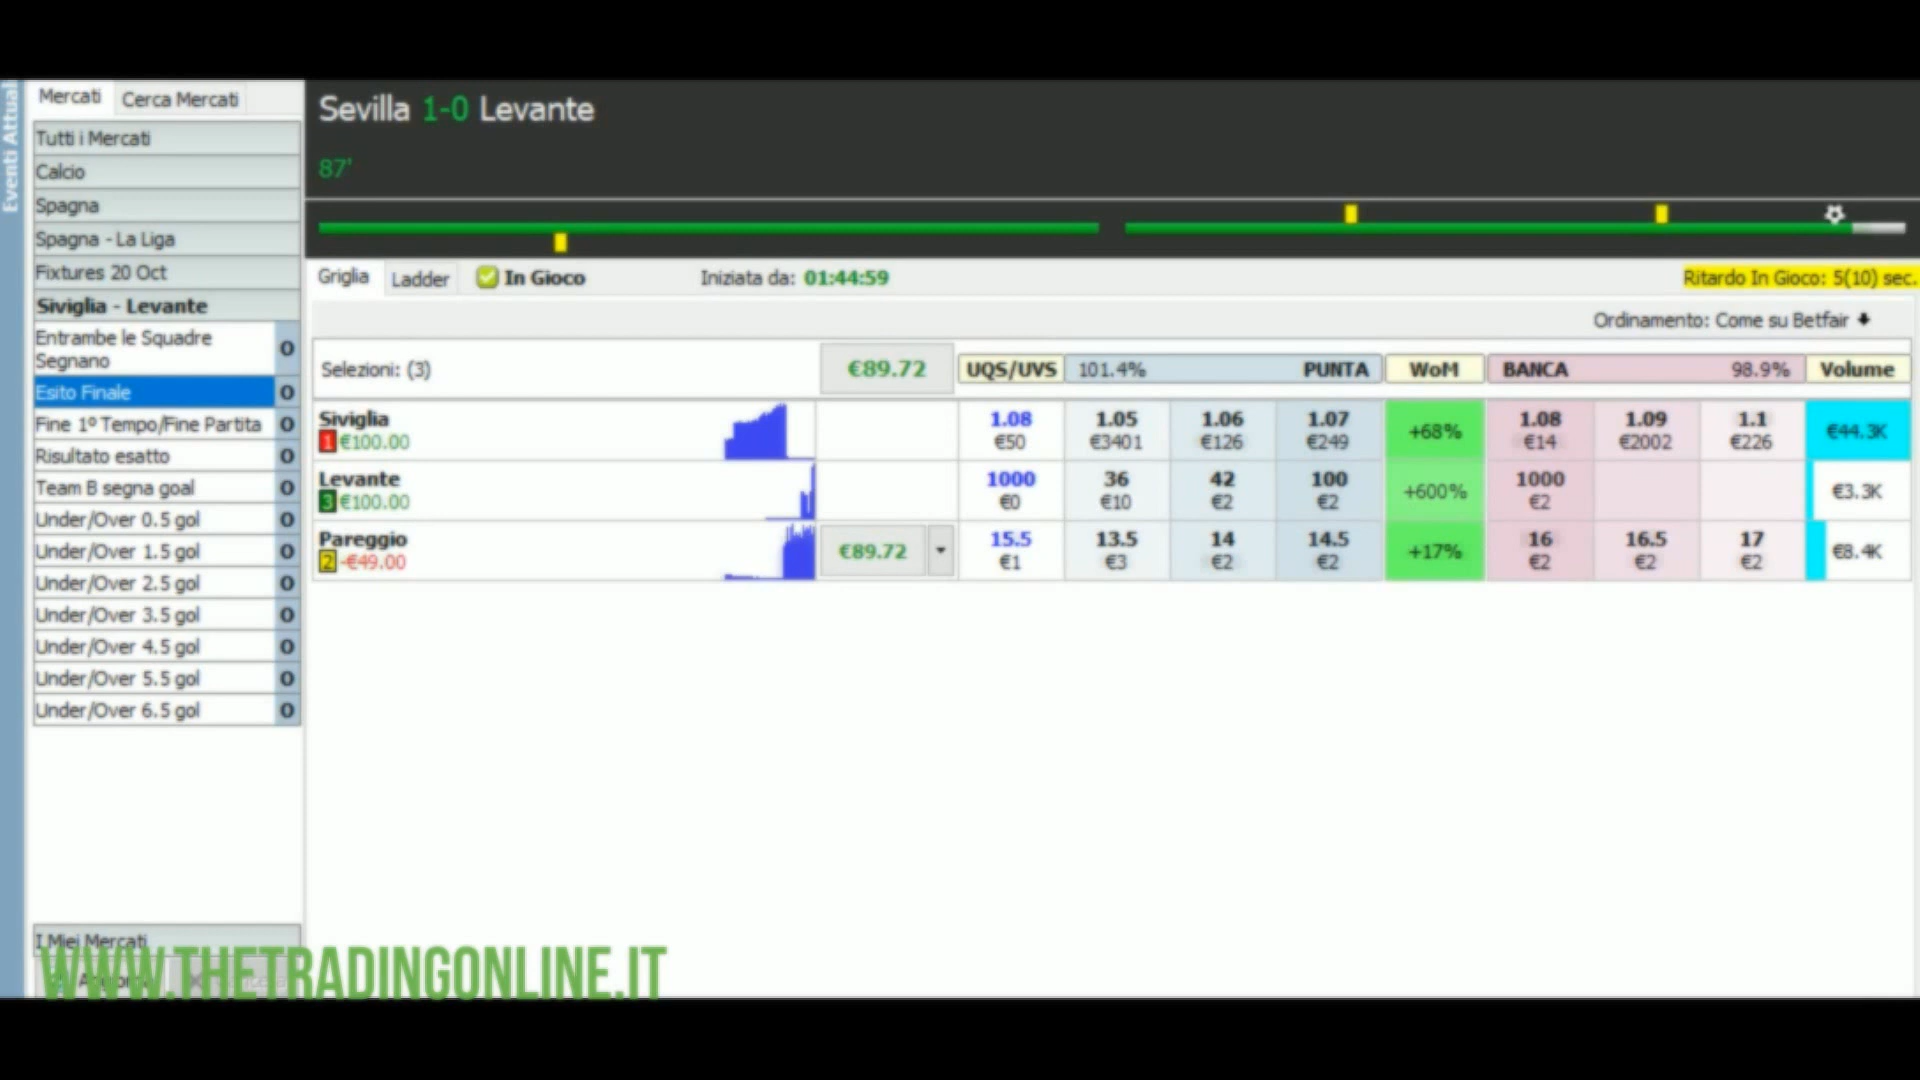 Eventi Attuali
Mercati Cerca Mercati
Tutti i Mercati
Calcio
Spagna
Spagna - La Liga
Fixtures 20 Oct
Siviglia - Levante
Entrambe le Squadre
Segnano 0
Esito Finale 0
Fine 1º Tempo/Fine Partita 0
Risultato esatto 0
Team B segna goal 0
Under/Over 0.5 gol 0
Under/Over 1.5 gol 0
Under/Over 2.5 gol 0
Under/Over 3.5 gol 0
Under/Over 4.5 gol 0
Under/Over 5.5 gol 0
Under/Over 6.5 gol 0
I Miei Mercati
WWW.THETRADINGONLINE.IT
Sevilla 1-0 Levante
87'
Griglia Ladder In Gioco Iniziata da: 01:44:59 Ritardo In Gioco: 5(10) sec.
Ordinamento: Come su Betfair
Selezioni: (3) €89.72 UQS/UVS 101.4% PUNTA WoM BANCA 98.9% Volume
Siviglia 1.08 1.05 1.06 1.07 +68% 1.08 1.09 1.1 €44.3K
1 €100.00 €50 €3401 €126 €249 €14 €2002 €226
Levante 1000 36 42 100 +600% 1000 €3.3K
3 €100.00 €0 €10 €2 €2 €2
Pareggio €89.72 15.5 13.5 14 14.5 +17% 16 16.5 17 €8.4K
2 -€49.00 €1 €3 €2 €2 €2 €2 €2